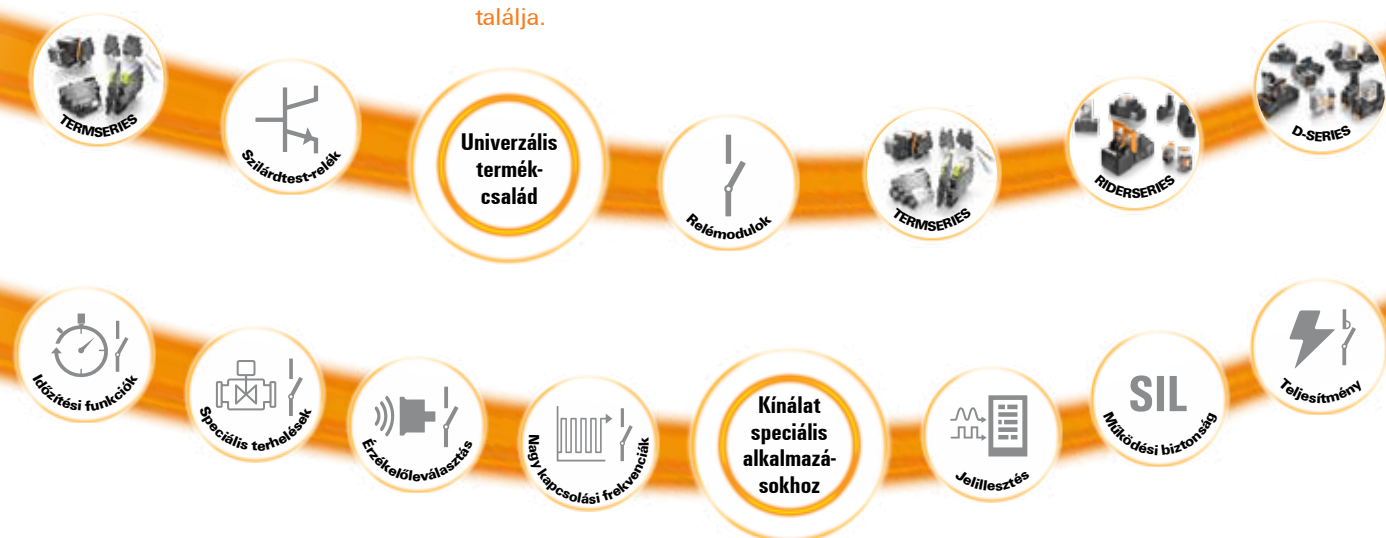 találja.
TERMSERIES
Szilárdtest-relék
Univerzális
termék-
család
Relémodulok
TERMSERIES
RIDERSERIES
D-SERIES
Időzítési funkciók
Speciális terhelések
Érzékelőleválasztás
Nagy kapcsolási frekvenciák
Kínálat
speciális
alkalmazá-
sokhoz
Jelillesztés
SIL
Működési biztonság
Teljesítmény